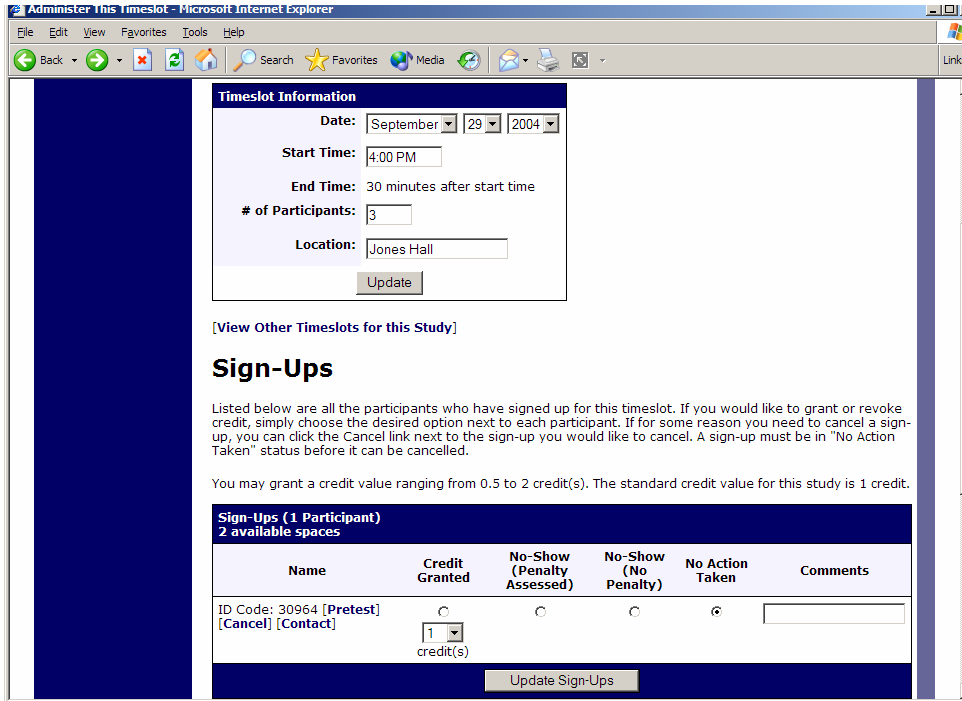 Administer This Timeslot - Microsoft Internet Explorer
File Edit View Favorites Tools Help
Back Search Favorites Media Link
Timeslot Information
Date: September 29 2004
Start Time: 4:00 PM
End Time: 30 minutes after start time
# of Participants: 3
Location: Jones Hall
Update
[View Other Timeslots for this Study]
Sign-Ups
Listed below are all the participants who have signed up for this timeslot. If you would like to grant or revoke
credit, simply choose the desired option next to each participant. If for some reason you need to cancel a sign-
up, you can click the Cancel link next to the sign-up you would like to cancel. A sign-up must be in "No Action
Taken" status before it can be cancelled.
You may grant a credit value ranging from 0.5 to 2 credit(s). The standard credit value for this study is 1 credit.
Sign-Ups (1 Participant)
2 available spaces
Name
Credit
Granted
No-Show
(Penalty
Assessed)
No-Show
(No
Penalty)
No Action
Taken
Comments
ID Code: 30964 [Pretest]
[Cancel] [Contact]
1
credit(s)
Update Sign-Ups